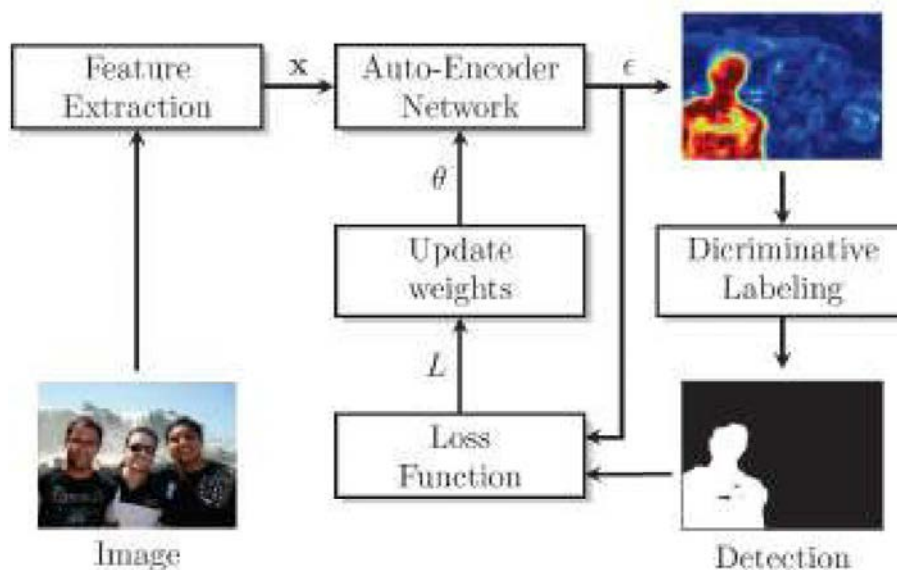 Feature
Extraction
x
Auto-Encoder
Network
ϵ
θ
Update
weights
Dicriminative
Labeling
L
Loss
Function
Image
Detection